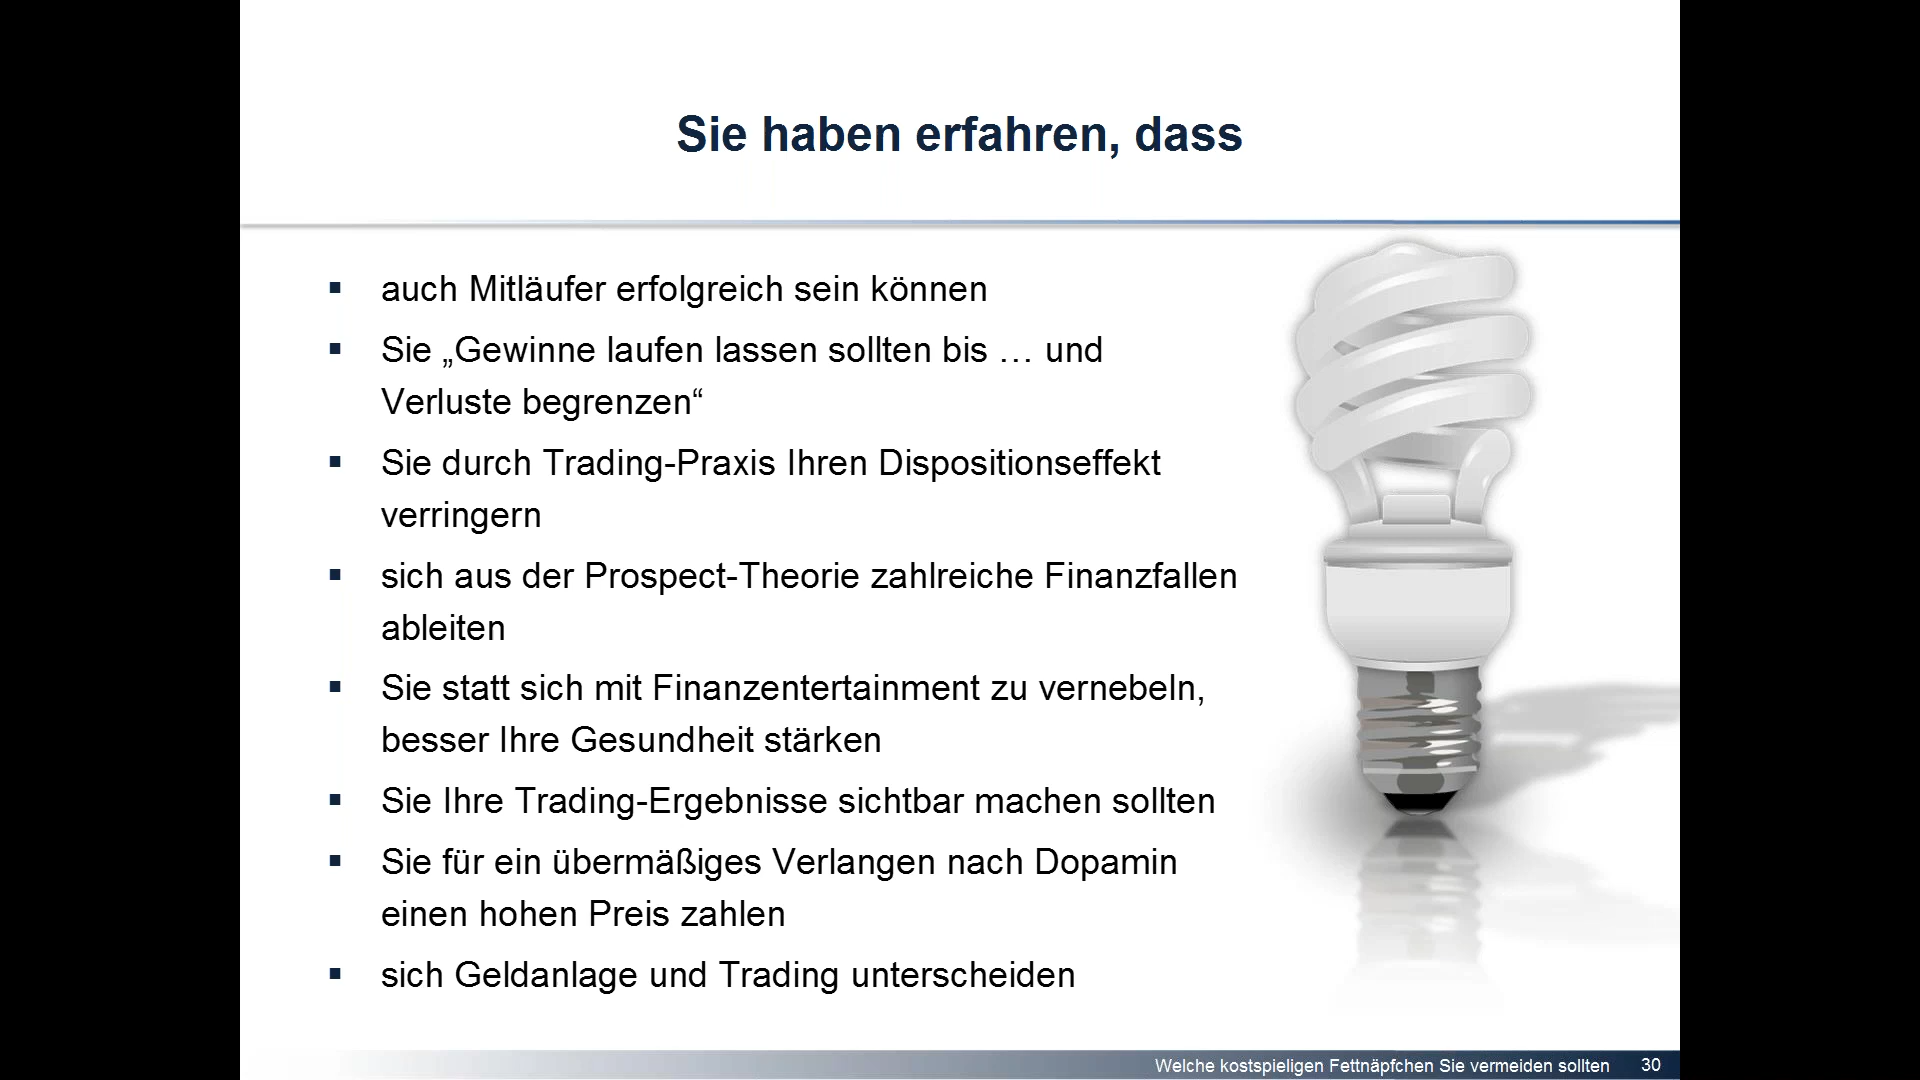 Sie haben erfahren, dass
▪ auch Mitläufer erfolgreich sein können
▪ Sie „Gewinne laufen lassen sollten bis … und
Verluste begrenzen“
▪ Sie durch Trading-Praxis Ihren Dispositionseffekt
verringern
▪ sich aus der Prospect-Theorie zahlreiche Finanzfallen
ableiten
▪ Sie statt sich mit Finanzentertainment zu vernebeln,
besser Ihre Gesundheit stärken
▪ Sie Ihre Trading-Ergebnisse sichtbar machen sollten
▪ Sie für ein übermäßiges Verlangen nach Dopamin
einen hohen Preis zahlen
▪ sich Geldanlage und Trading unterscheiden
Welche kostspieligen Fettnäpfchen Sie vermeiden sollten 30